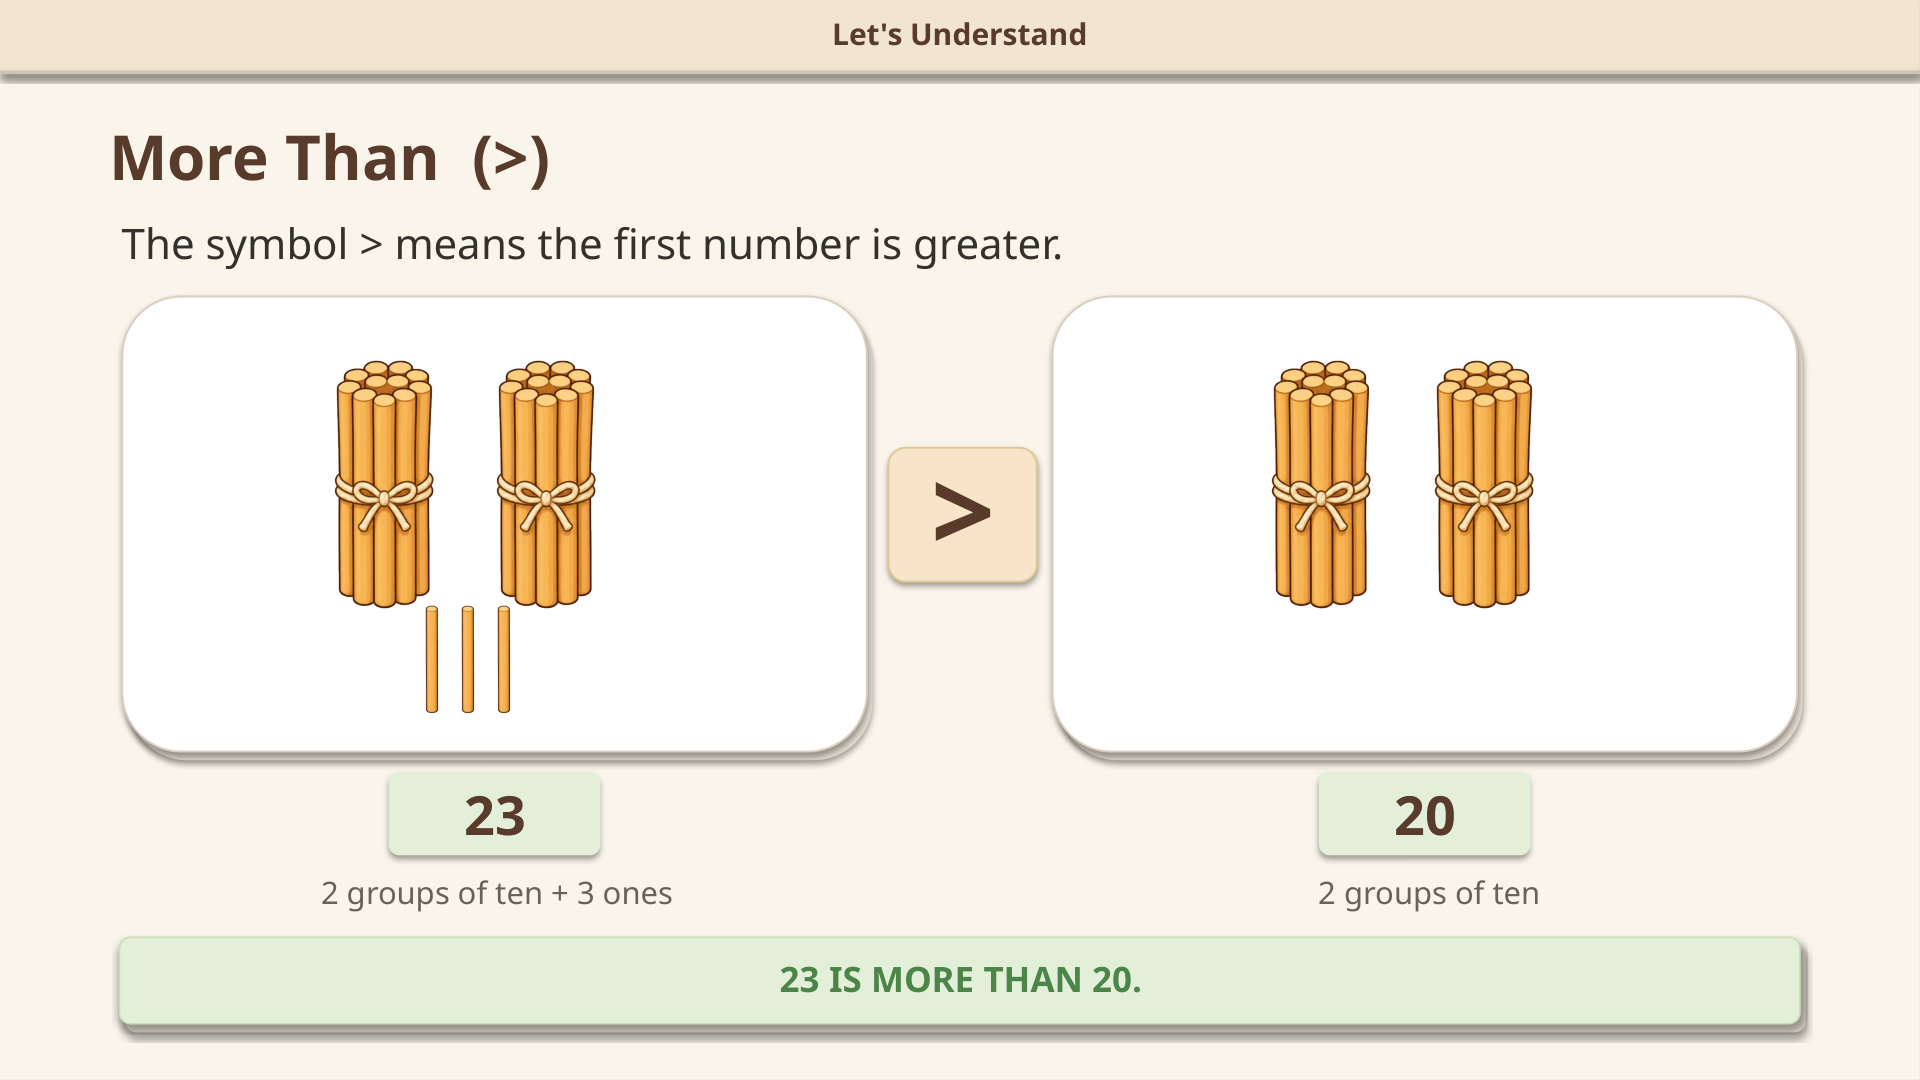 Let's Understand
More Than (>)
The symbol > means the first number is greater.
>
23
20
2 groups of ten + 3 ones
2 groups of ten
23 IS MORE THAN 20.